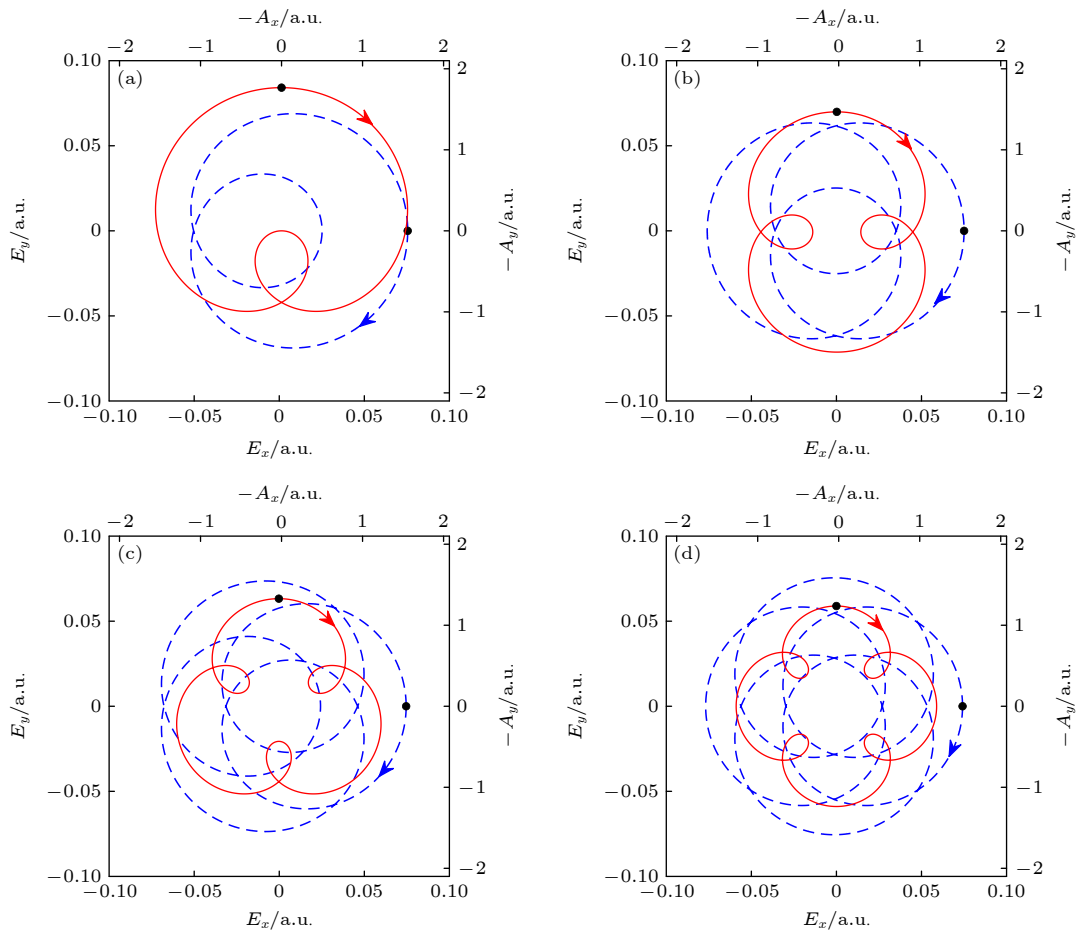 −Ax/a.u.
−2 −1 0 1 2
0.10 (a) 2
0.05 1
Ey/a.u. 0 0 −Ay/a.u.
−0.05 −1
−0.10 −2
−0.10 −0.05 0 0.05 0.10
Ex/a.u.
−Ax/a.u.
−2 −1 0 1 2
0.10 (b) 2
0.05 1
Ey/a.u. 0 0 −Ay/a.u.
−0.05 −1
−0.10 −2
−0.10 −0.05 0 0.05 0.10
Ex/a.u.
−Ax/a.u.
−2 −1 0 1 2
0.10 (c) 2
0.05 1
Ey/a.u. 0 0 −Ay/a.u.
−0.05 −1
−0.10 −2
−0.10 −0.05 0 0.05 0.10
Ex/a.u.
−Ax/a.u.
−2 −1 0 1 2
0.10 (d) 2
0.05 1
Ey/a.u. 0 0 −Ay/a.u.
−0.05 −1
−0.10 −2
−0.10 −0.05 0 0.05 0.10
Ex/a.u.